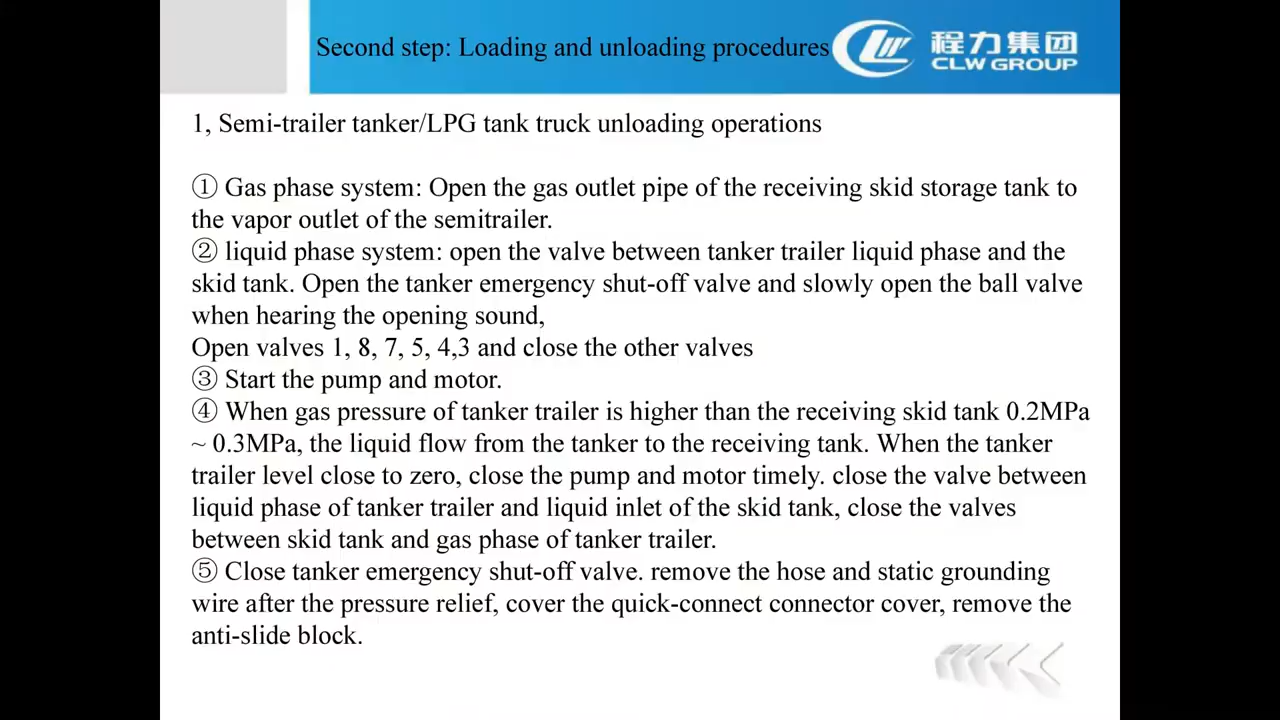 Second step: Loading and unloading procedures
程力集团
CLW GROUP
1, Semi-trailer tanker/LPG tank truck unloading operations
① Gas phase system: Open the gas outlet pipe of the receiving skid storage tank to
the vapor outlet of the semitrailer.
② liquid phase system: open the valve between tanker trailer liquid phase and the
skid tank. Open the tanker emergency shut-off valve and slowly open the ball valve
when hearing the opening sound,
Open valves 1, 8, 7, 5, 4,3 and close the other valves
③ Start the pump and motor.
④ When gas pressure of tanker trailer is higher than the receiving skid tank 0.2MPa
~ 0.3MPa, the liquid flow from the tanker to the receiving tank. When the tanker
trailer level close to zero, close the pump and motor timely. close the valve between
liquid phase of tanker trailer and liquid inlet of the skid tank, close the valves
between skid tank and gas phase of tanker trailer.
⑤ Close tanker emergency shut-off valve. remove the hose and static grounding
wire after the pressure relief, cover the quick-connect connector cover, remove the
anti-slide block.